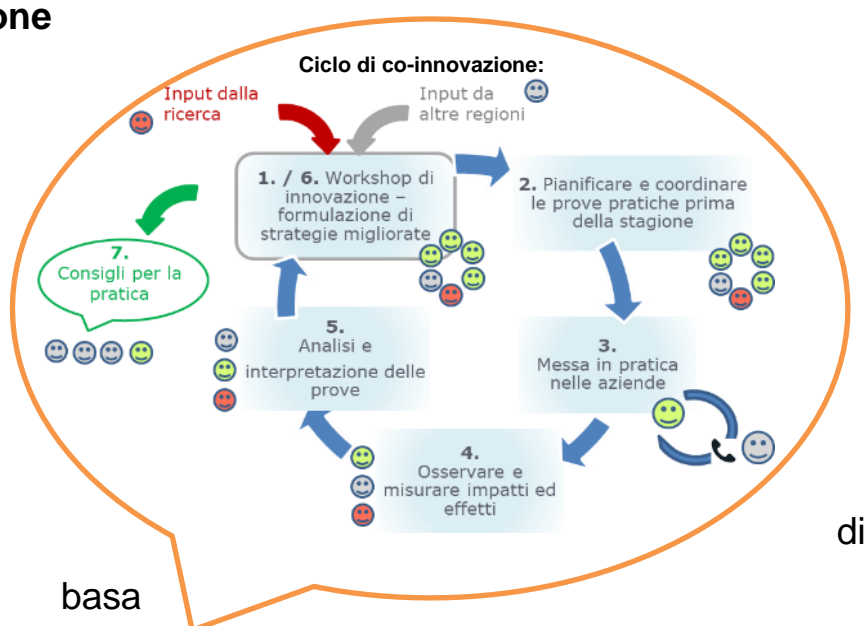 one
Ciclo di co-innovazione:
Input dalla
ricerca
Input da
altre regioni
1. / 6. Workshop di
innovazione –
formulazione di
strategie migliorate
2. Pianificare e coordinare
le prove pratiche prima
della stagione
3.
Messa in pratica
nelle aziende
4.
Osservare e
misurare impatti ed
effetti
5.
Analisi e
interpretazione delle
prove
7.
Consigli per la
pratica
di
basa